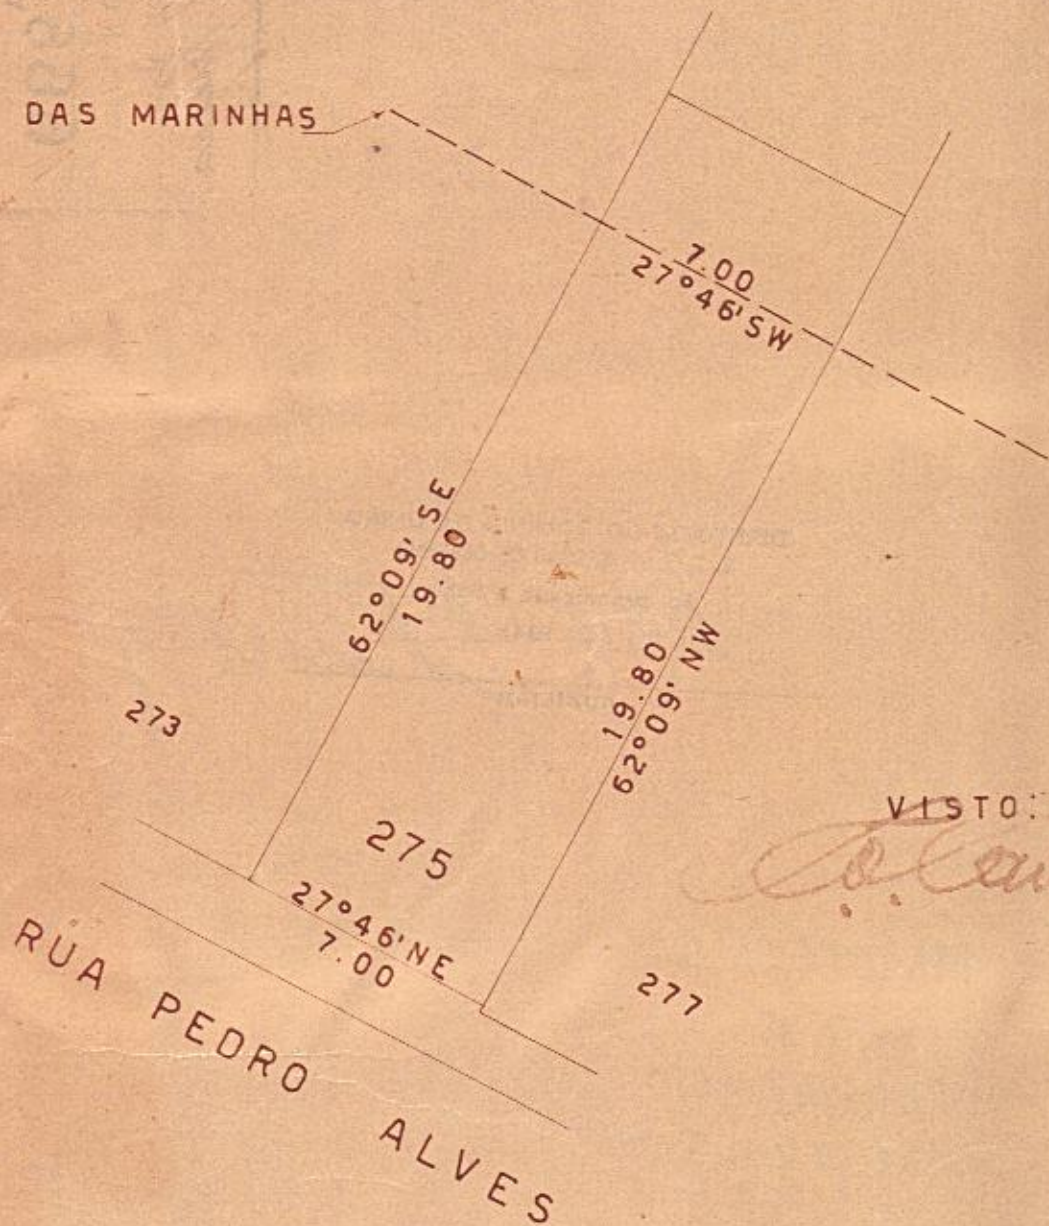 DAS MARINHAS
7.00
27°46'SW
62°09' SE
19.80
19.80
62°09' NW
273
275
VISTO:
27°46'NE
7.00
277
RUA PEDRO ALVES